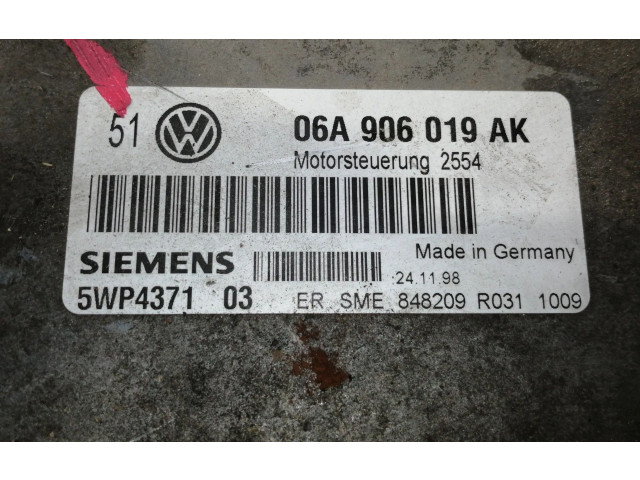 51 VW 06A 906 019 AK
Motorsteuerung 2554
Made in Germany
SIEMENS 24.11.98
5WP4371 03 ER SME 848209 R031 1009